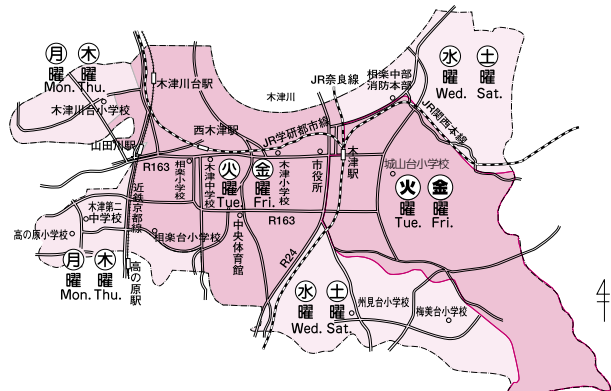 月曜 木曜
Mon. Thu.
木津川台小学校
木津川台駅
木津川
JR奈良線
相楽中部
消防本部
水曜 土曜
Wed. Sat.
JR関西本線
西木津駅
JR学研都市線
山田川駅
R163
相楽小学校
木津中学校
火曜 金曜
Tue. Fri.
木津小学校
市役所
木津駅
城山台小学校
火曜 金曜
Tue. Fri.
木津第二
中学校
近鉄京都線
R163
高の原小学校
相楽台小学校
中央体育館
R24
月曜 木曜
Mon. Thu.
高の原駅
水曜 土曜
Wed. Sat.
州見台小学校
梅美台小学校